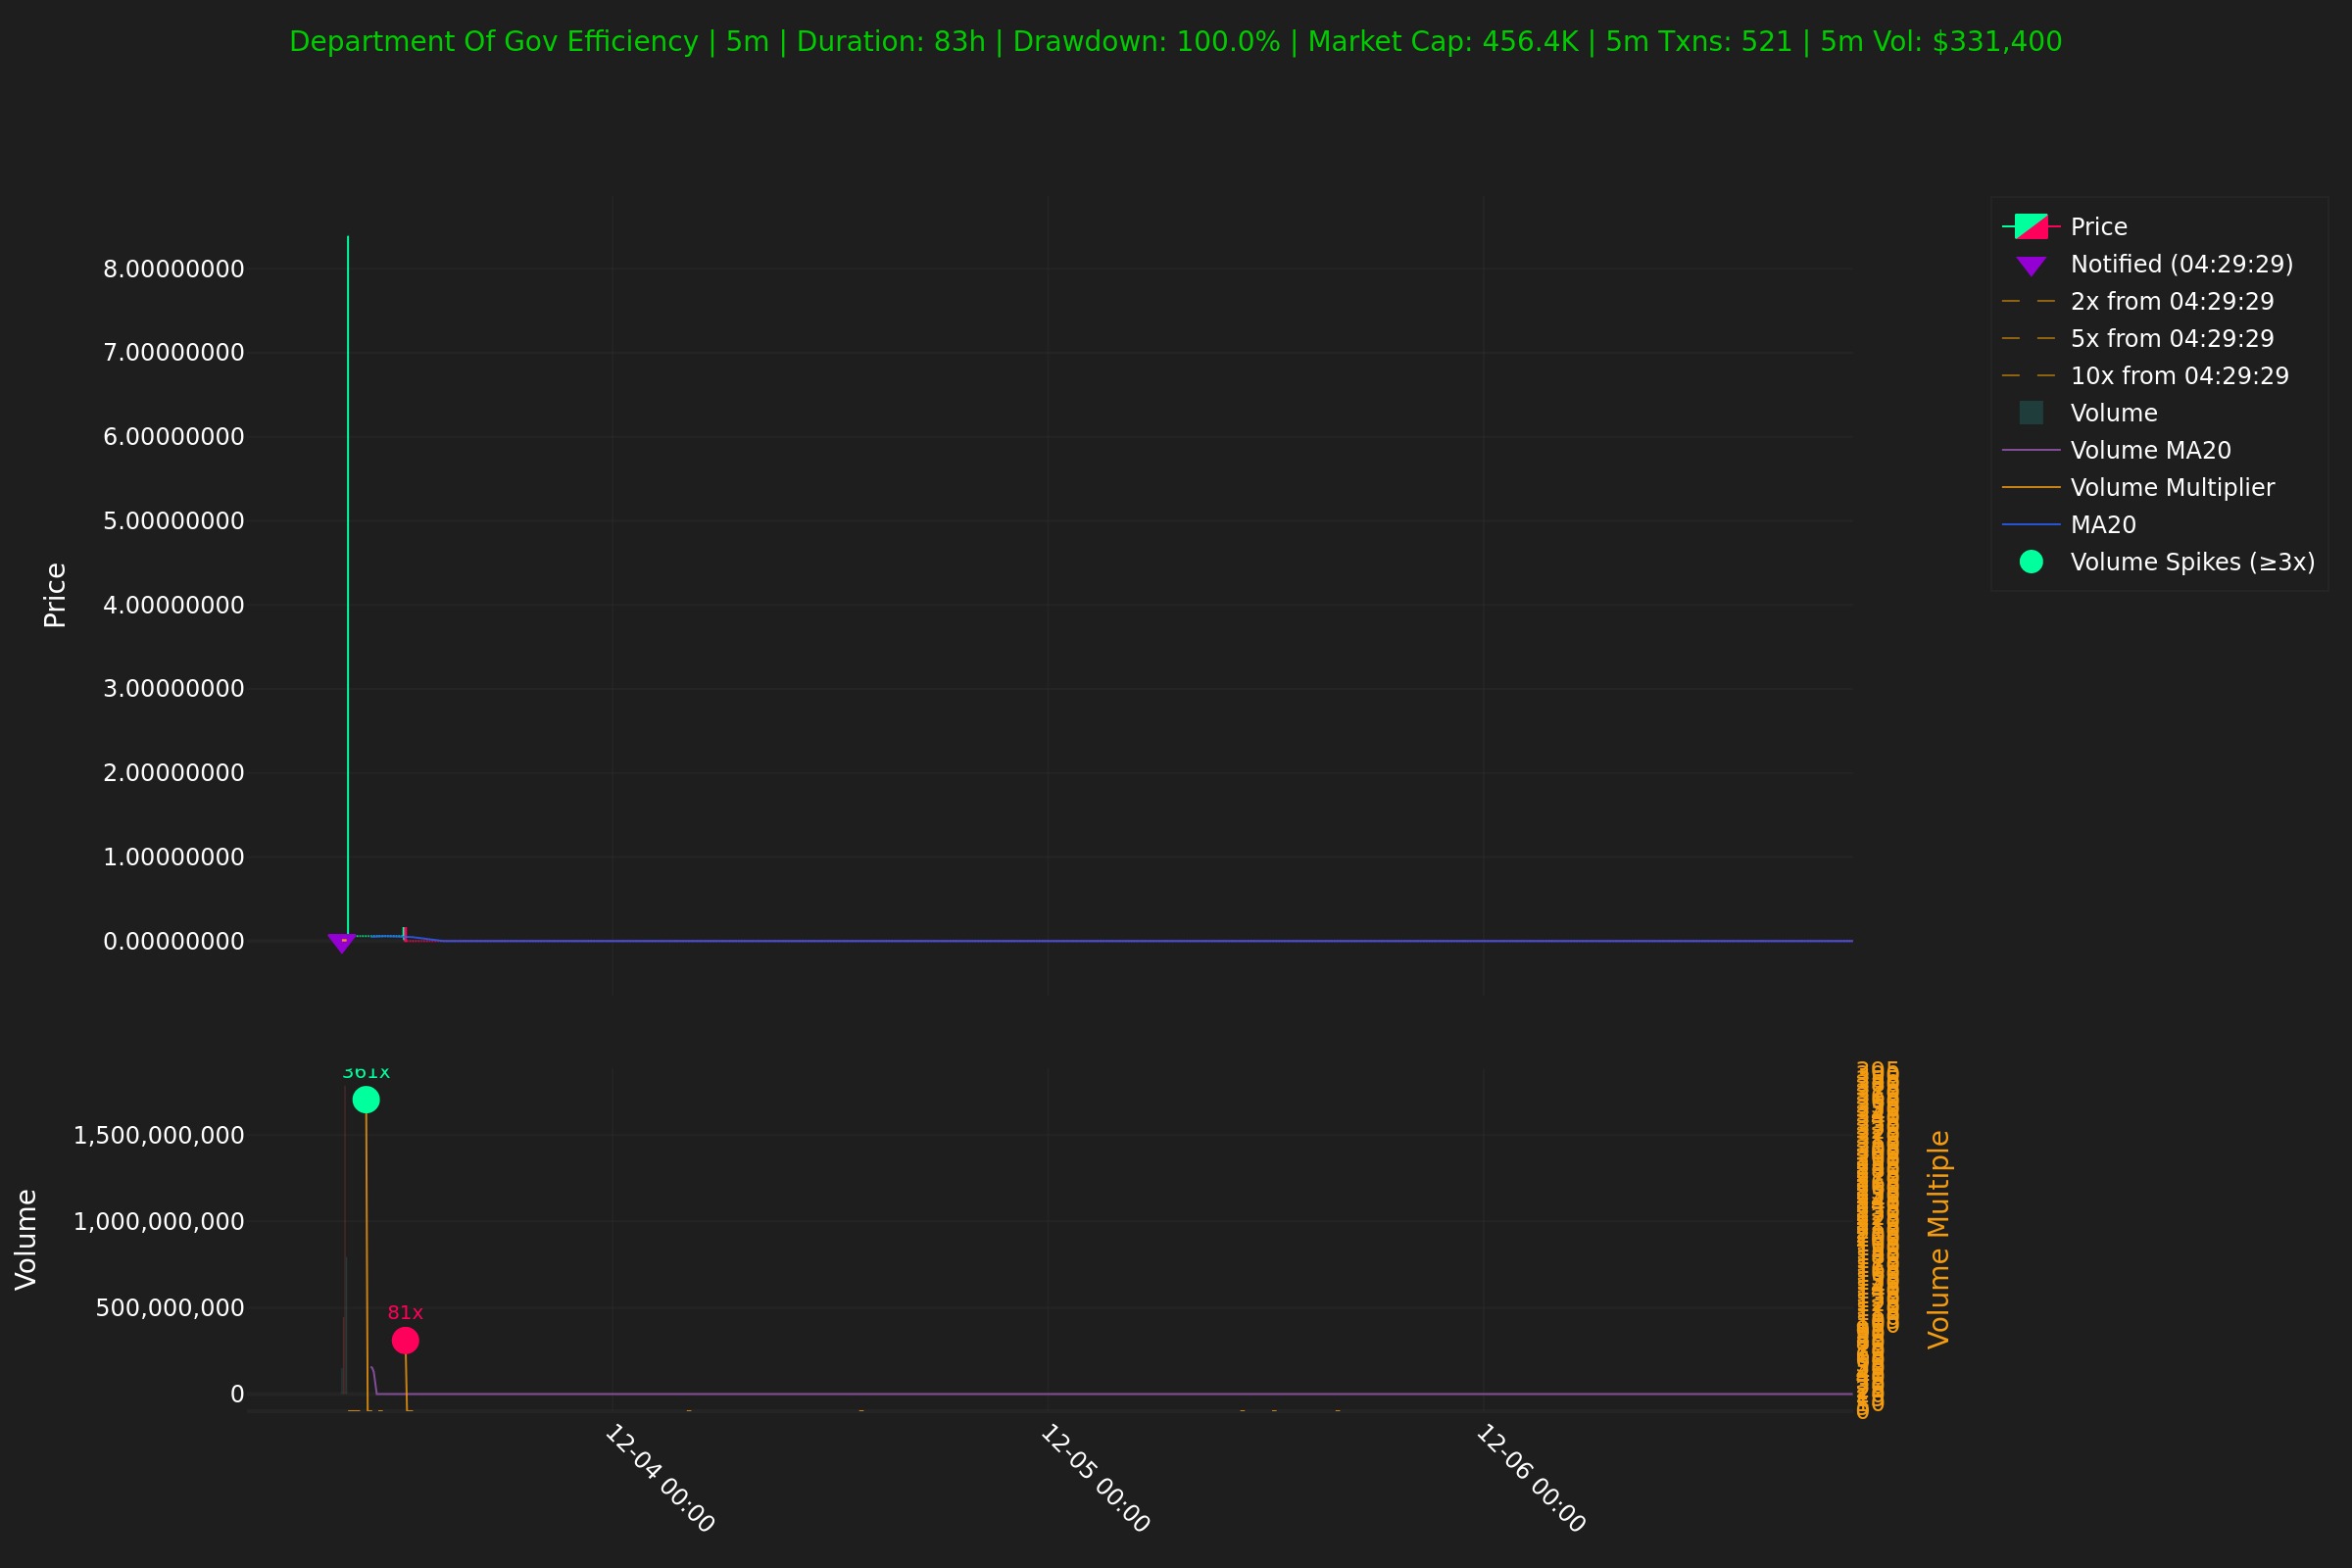 Department Of Gov Efficiency | 5m | Duration: 83h | Drawdown: 100.0% | Market Cap: 456.4K | 5m Txns: 521 | 5m Vol: $331,400
Price
8.00000000
7.00000000
6.00000000
5.00000000
4.00000000
3.00000000
2.00000000
1.00000000
0.00000000
Price
Notified (04:29:29)
2x from 04:29:29
5x from 04:29:29
10x from 04:29:29
Volume
Volume MA20
Volume Multiplier
MA20
Volume Spikes (≥3x)
Volume
1,500,000,000
1,000,000,000
500,000,000
0
361x
81x
Volume Multiple
12-04 00:00
12-05 00:00
12-06 00:00